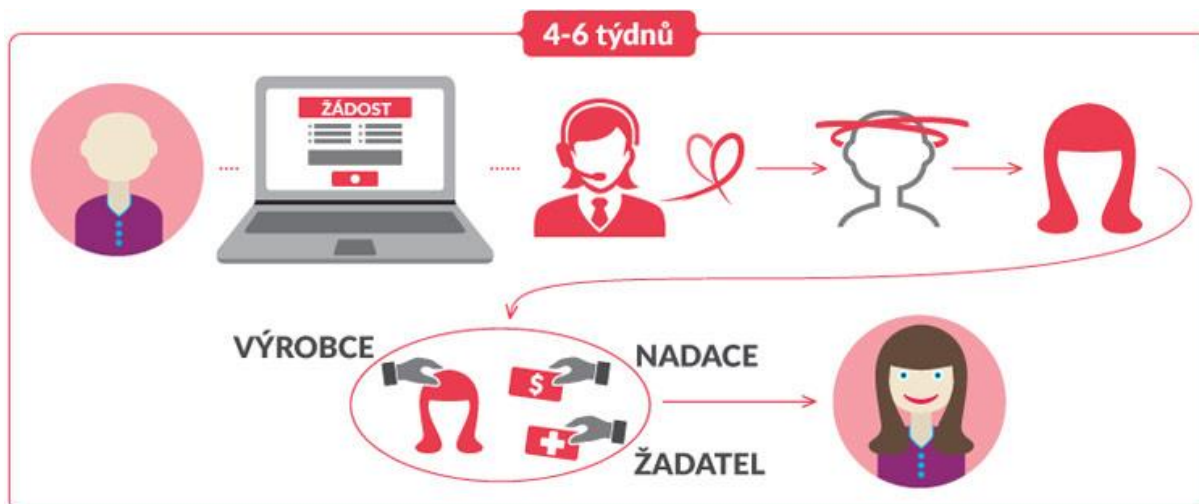 4-6 týdnů
ŽÁDOST
VÝROBCE
NADACE
$
ŽADATEL